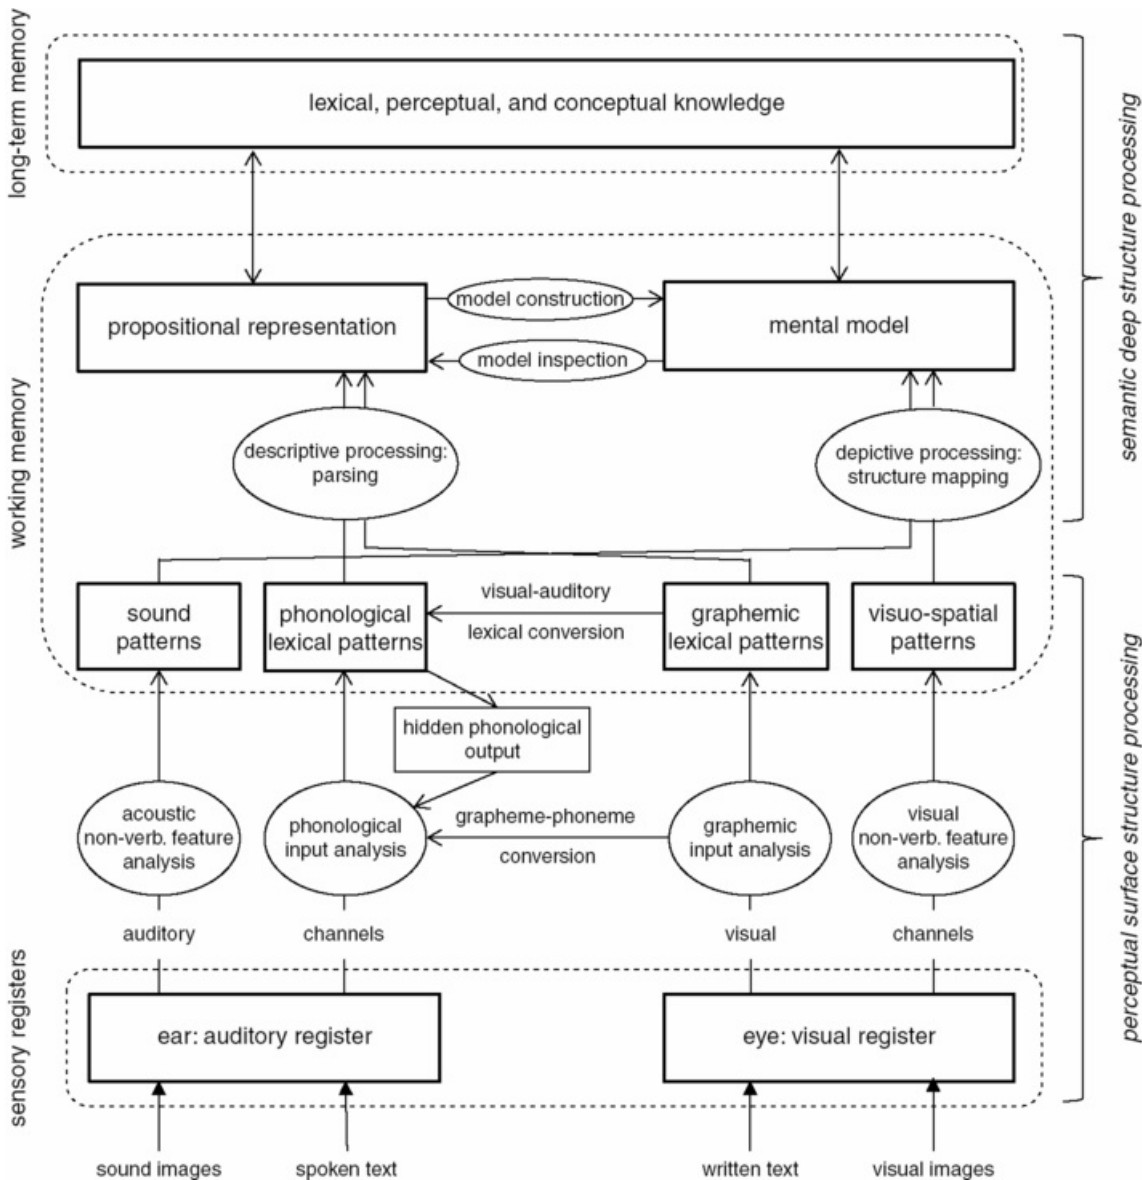 long-term memory
lexical, perceptual, and conceptual knowledge
semantic deep structure processing
working memory
propositional representation
model construction
model inspection
mental model
descriptive processing:
parsing
depictive processing:
structure mapping
sound
patterns
phonological
lexical patterns
visual-auditory
lexical conversion
graphemic
lexical patterns
visuo-spatial
patterns
perceptual surface structure processing
hidden phonological
output
acoustic
non-verb. feature
analysis
phonological
input analysis
grapheme-phoneme
conversion
graphemic
input analysis
visual
non-verb. feature
analysis
auditory
channels
visual
channels
sensory registers
ear: auditory register
eye: visual register
sound images
spoken text
written text
visual images